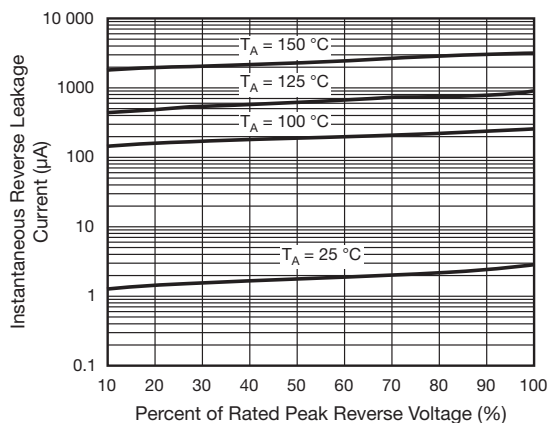 10 000
1000
100
10
1
0.1
Instantaneous Reverse Leakage
Current (µA)
T_A = 150 °C
T_A = 125 °C
T_A = 100 °C
T_A = 25 °C
10 20 30 40 50 60 70 80 90 100
Percent of Rated Peak Reverse Voltage (%)